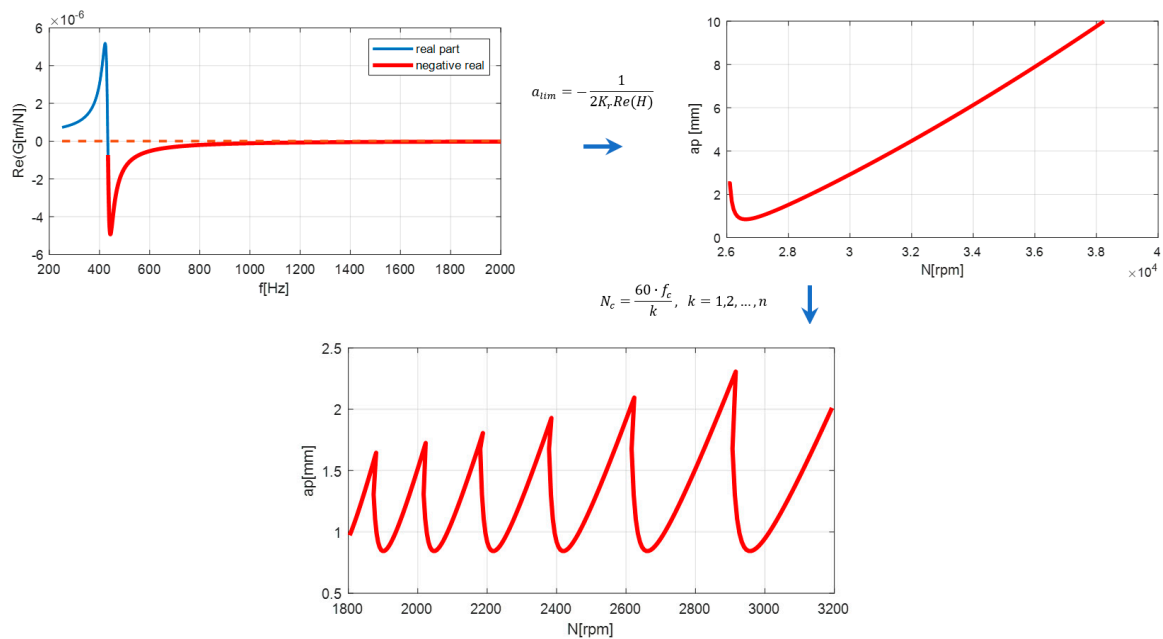 ×10⁻⁶
6
4
2
0
-2
-4
-6
Re(G[m/N])
real part
negative real
200 400 600 800 1000 1200 1400 1600 1800 2000
f[Hz]
a_lim = − 1 / 2K_r Re(H)
10
8
6
4
2
0
ap [mm]
2.6 2.8 3 3.2 3.4 3.6 3.8 4
N[rpm]
×10⁴
N_c = 60 · f_c / k, k = 1,2, ..., n
2.5
2
1.5
1
0.5
ap[mm]
1800 2000 2200 2400 2600 2800 3000 3200
N[rpm]